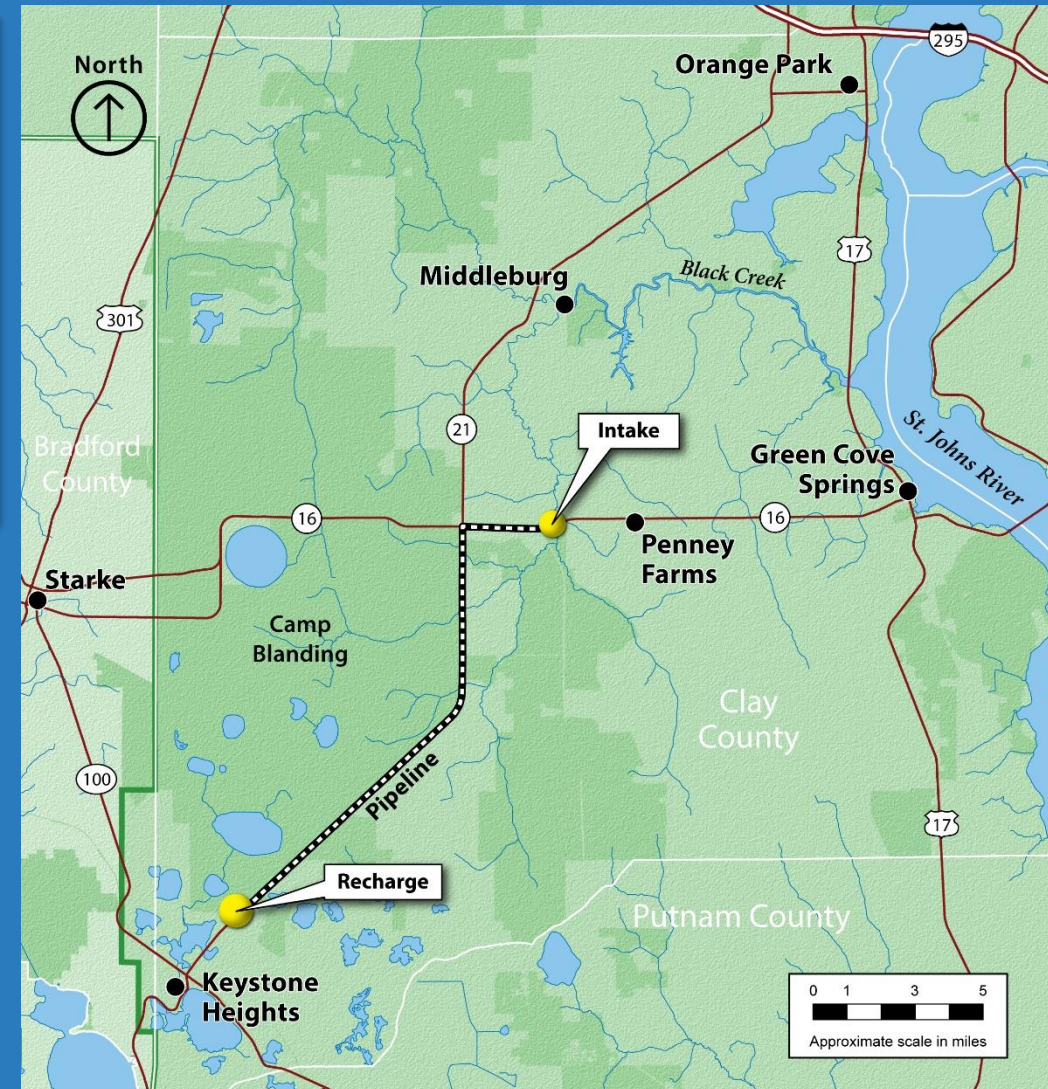 North
295
Orange Park
17
Middleburg
Black Creek
301
Bradford
County
21
Intake
St. Johns River
Green Cove
Springs
16
16
Penney
Farms
Starke
Camp
Blanding
Clay
County
100
Pipeline
17
Recharge
Putnam County
Keystone
Heights
0 1 3 5
Approximate scale in miles